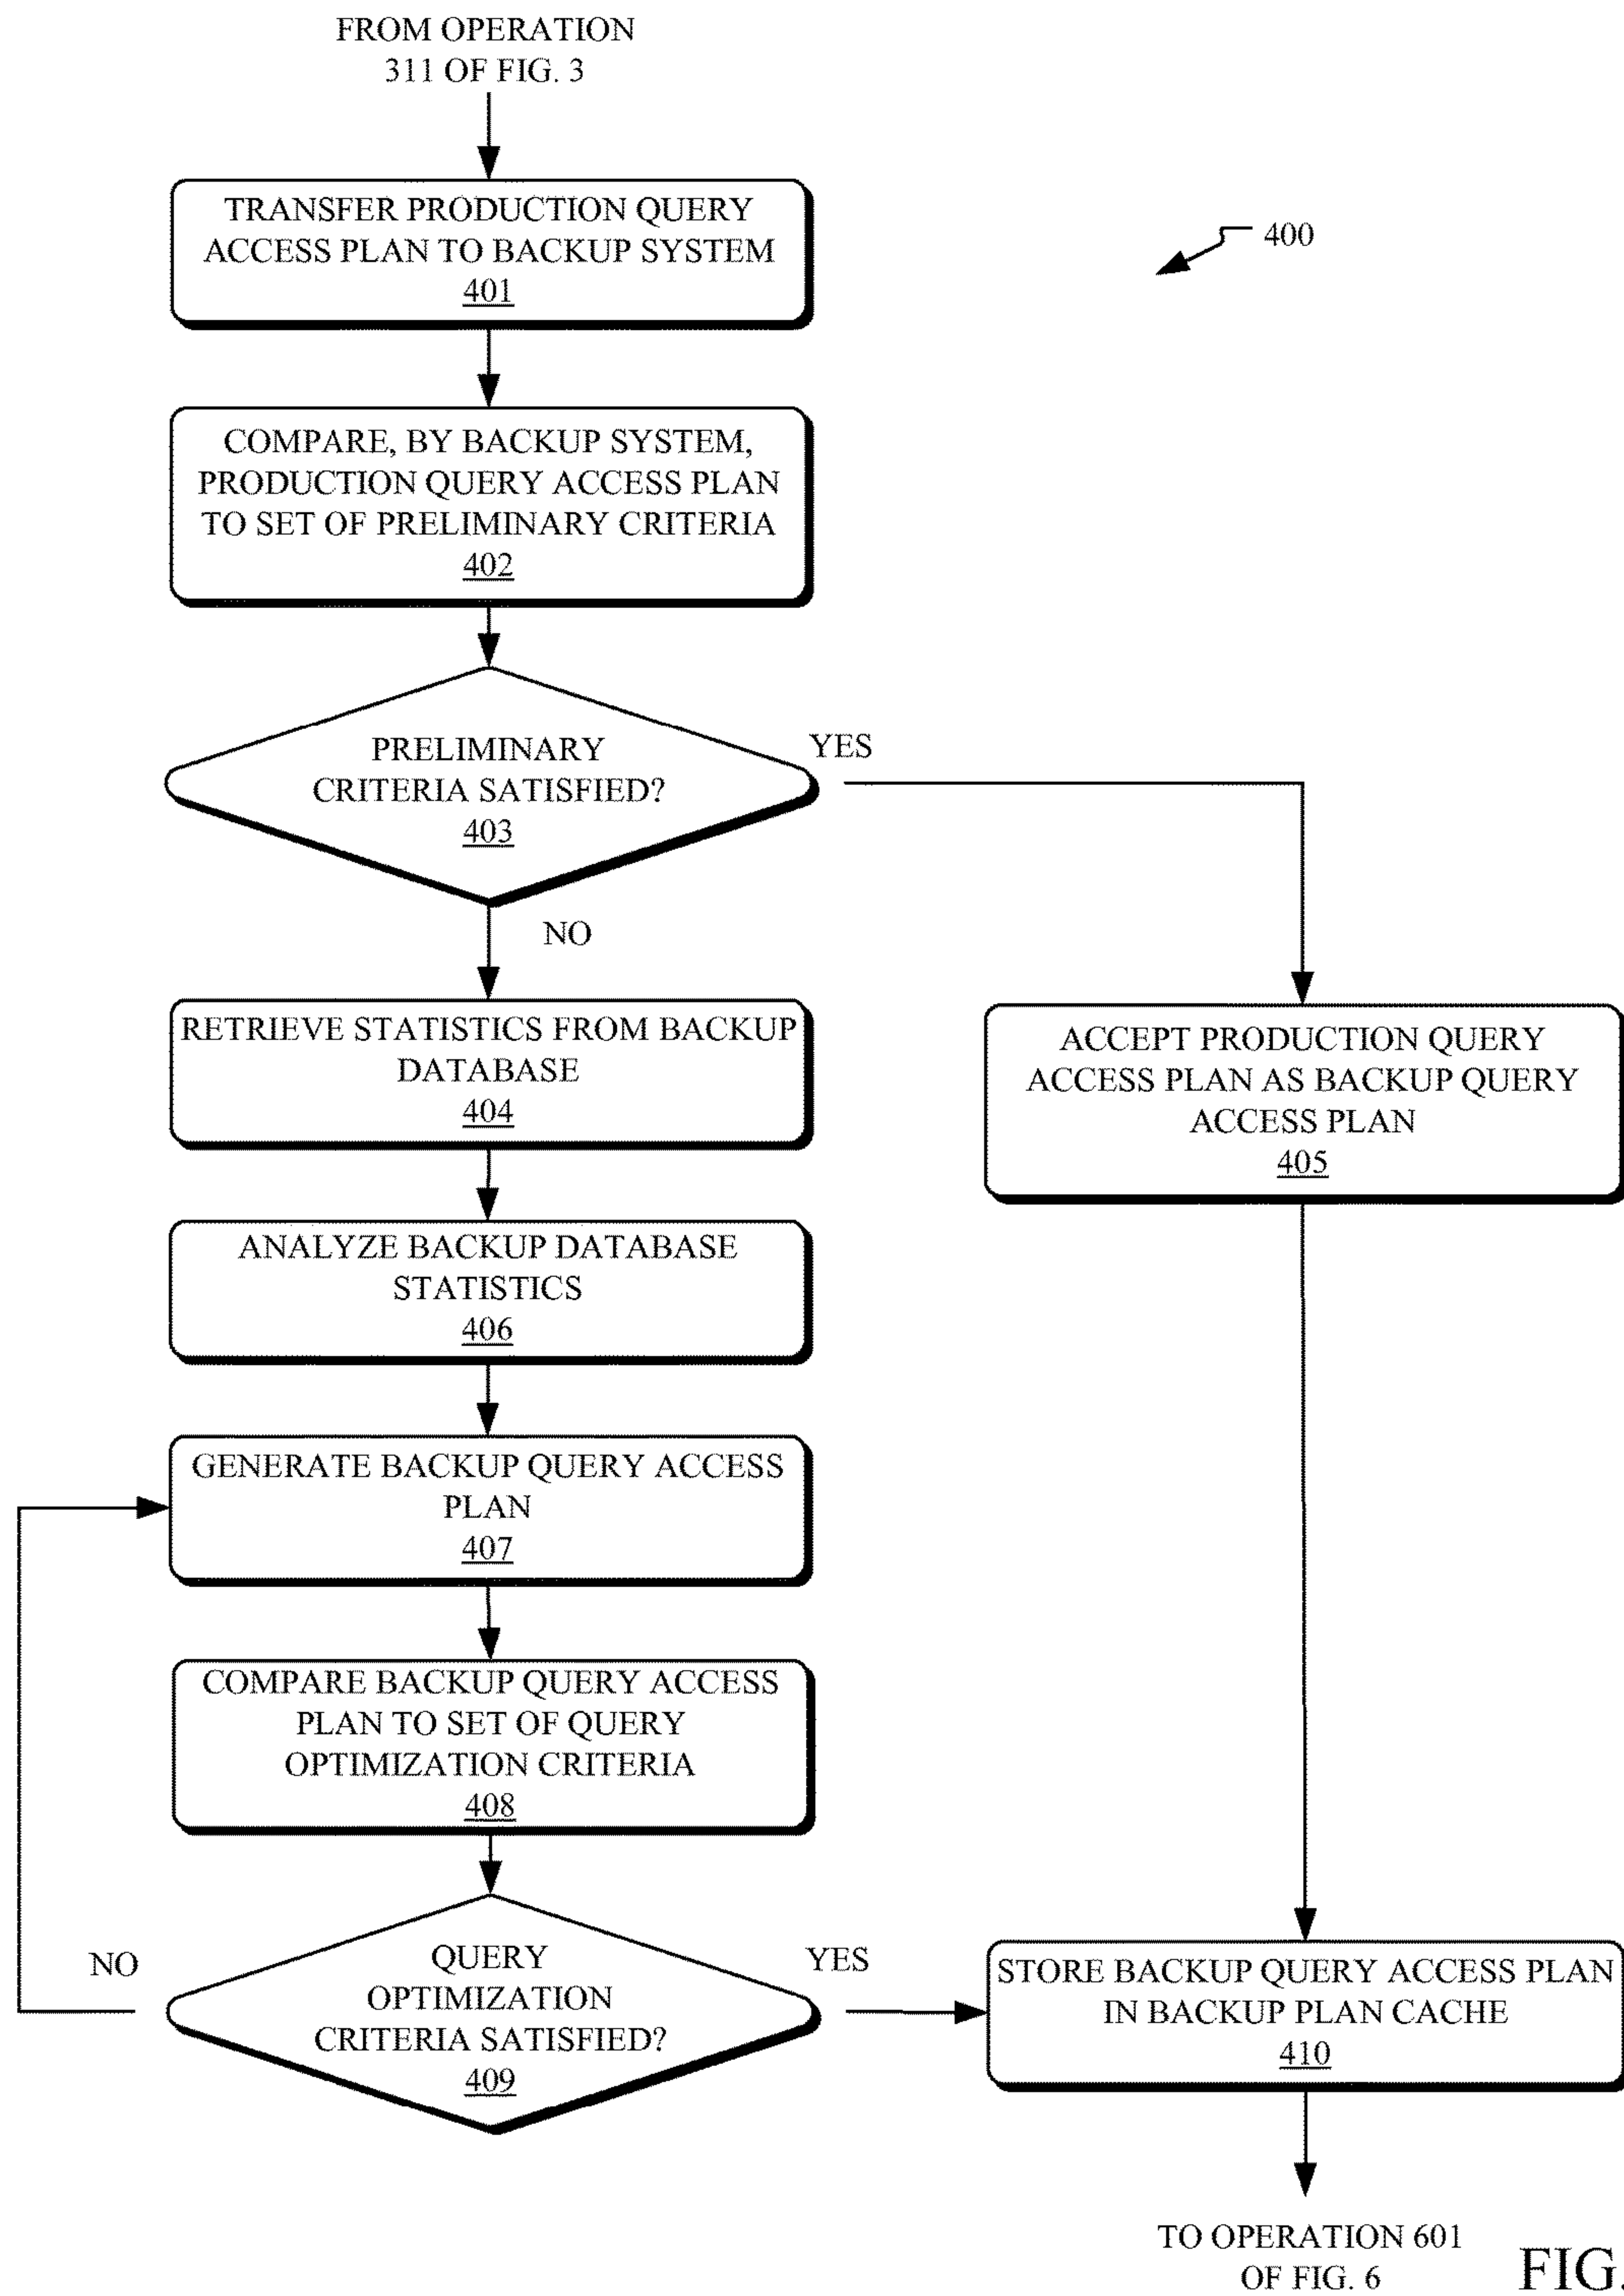 FROM OPERATION
311 OF FIG. 3
TRANSFER PRODUCTION QUERY
ACCESS PLAN TO BACKUP SYSTEM
401
400
COMPARE, BY BACKUP SYSTEM,
PRODUCTION QUERY ACCESS PLAN
TO SET OF PRELIMINARY CRITERIA
402
PRELIMINARY
CRITERIA SATISFIED?
403
YES
NO
RETRIEVE STATISTICS FROM BACKUP
DATABASE
404
ACCEPT PRODUCTION QUERY
ACCESS PLAN AS BACKUP QUERY
ACCESS PLAN
405
ANALYZE BACKUP DATABASE
STATISTICS
406
GENERATE BACKUP QUERY ACCESS
PLAN
407
COMPARE BACKUP QUERY ACCESS
PLAN TO SET OF QUERY
OPTIMIZATION CRITERIA
408
NO
QUERY
OPTIMIZATION
CRITERIA SATISFIED?
409
YES
STORE BACKUP QUERY ACCESS PLAN
IN BACKUP PLAN CACHE
410
TO OPERATION 601
OF FIG. 6
FIG.